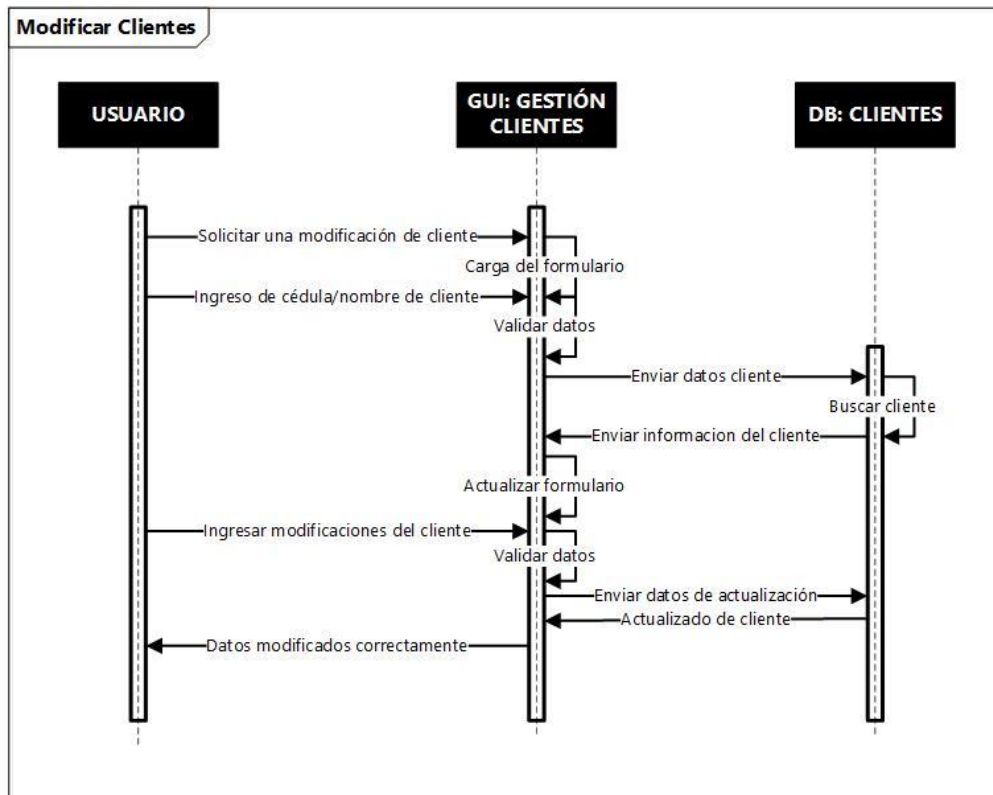 Modificar Clientes
USUARIO
GUI: GESTIÓN
CLIENTES
DB: CLIENTES
Solicitar una modificación de cliente
Carga del formulario
Ingreso de cédula/nombre de cliente
Validar datos
Enviar datos cliente
Buscar cliente
Enviar informacion del cliente
Actualizar formulario
Ingresar modificaciones del cliente
Validar datos
Enviar datos de actualización
Actualizado de cliente
Datos modificados correctamente